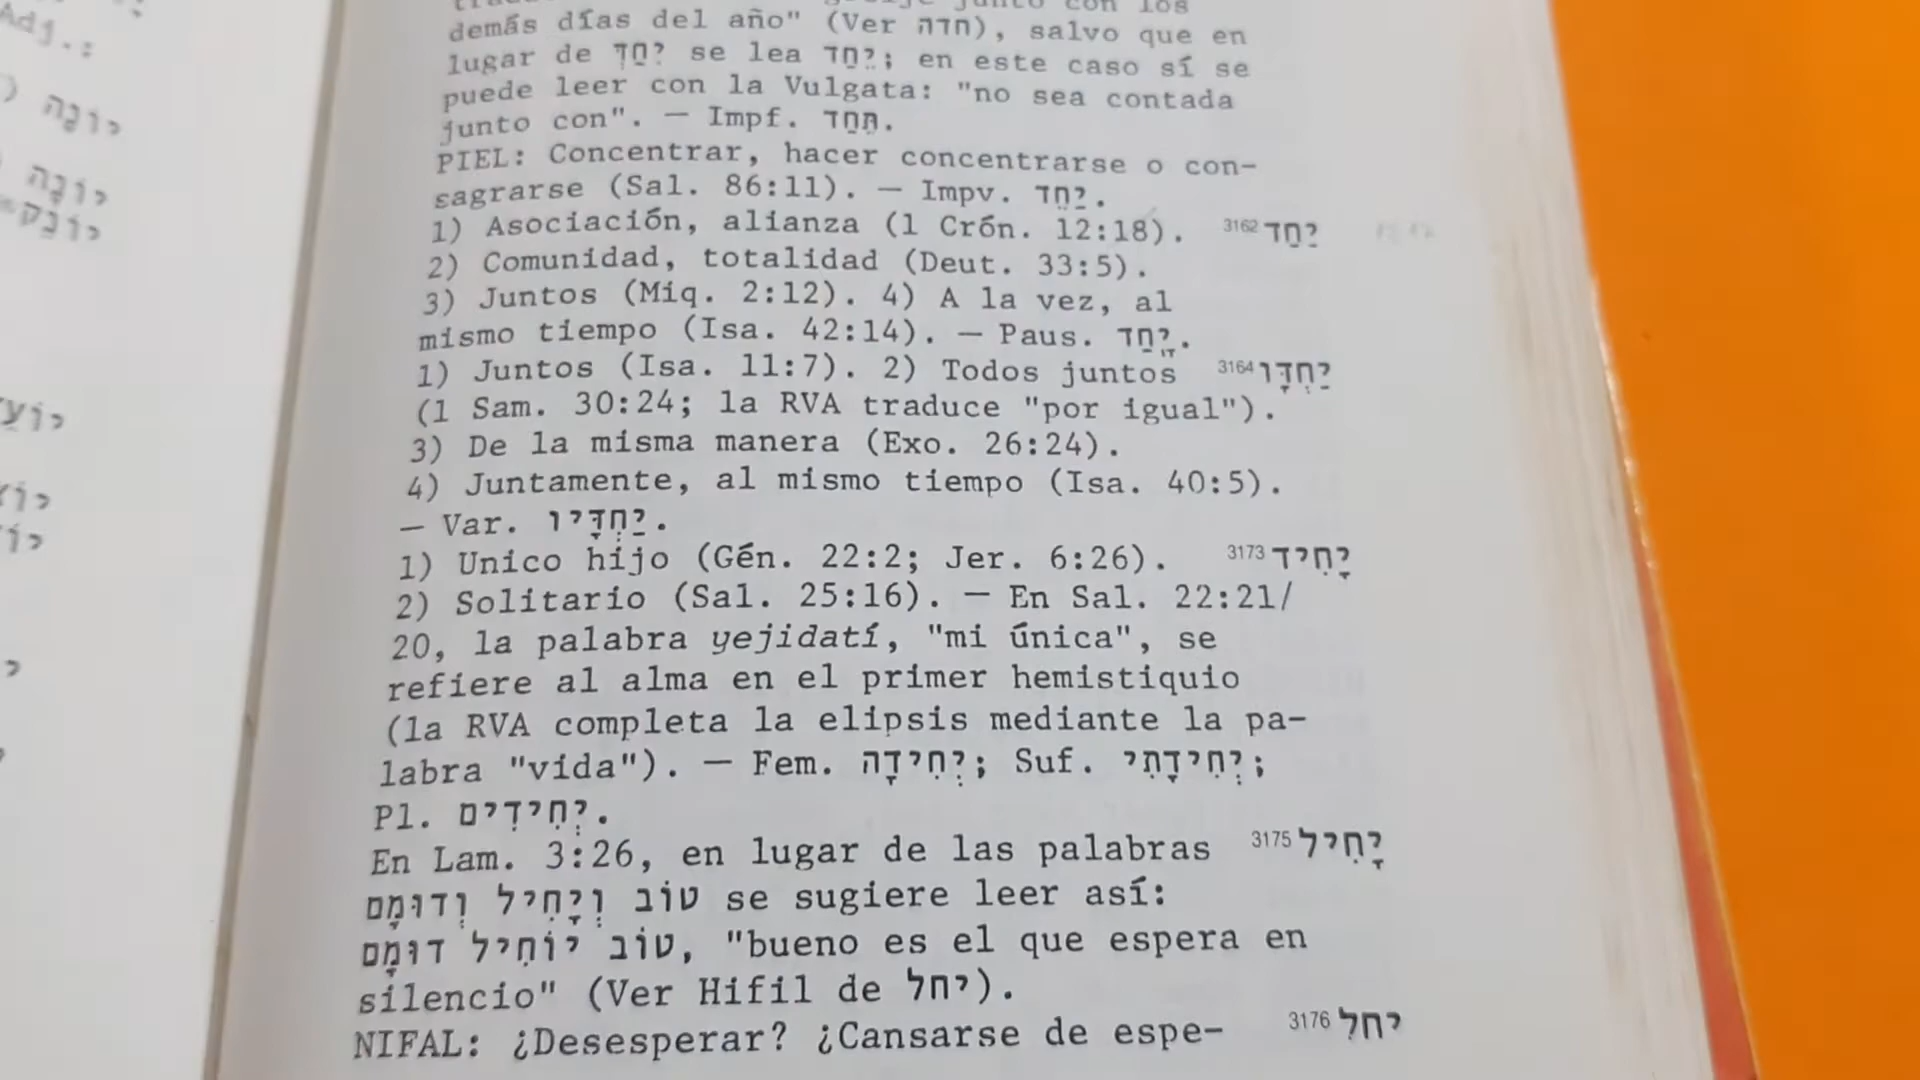 Adj.:
יוֹנָה
יוֹנָה
junto con los
demás días del año" (Ver חדה), salvo que en
lugar de יִחַדְּ se lea יֵחַד; en este caso sí se
puede leer con la Vulgata: "no sea contada
junto con". — Impf. תֵּחַד.
PIEL: Concentrar, hacer concentrarse o con-
sagrarse (Sal. 86:11). — Impv. יַחֵד.
1) Asociación, alianza (1 Crón. 12:18). 3162 יַחַד
2) Comunidad, totalidad (Deut. 33:5).
3) Juntos (Miq. 2:12). 4) A la vez, al
mismo tiempo (Isa. 42:14). — Paus. יָחַד.
1) Juntos (Isa. 11:7). 2) Todos juntos 3164 יַחְדָּו
(1 Sam. 30:24; la RVA traduce "por igual").
3) De la misma manera (Exo. 26:24).
4) Juntamente, al mismo tiempo (Isa. 40:5).
— Var. יַחְדָּיו.
1) Unico hijo (Gén. 22:2; Jer. 6:26). 3173 יָחִיד
2) Solitario (Sal. 25:16). — En Sal. 22:21/
20, la palabra yejidatí, "mi única", se
refiere al alma en el primer hemistiquio
(la RVA completa la elipsis mediante la pa-
labra "vida"). — Fem. יְחִידָה; Suf. יְחִידָתִי;
Pl. יְחִידִים.
En Lam. 3:26, en lugar de las palabras 3175 יָחִיל
טוֹב וְיָחִיל וְדוּמָם se sugiere leer así:
טוֹב יוֹחִיל דוּמָם, "bueno es el que espera en
silencio" (Ver Hifil de יחל).
NIFAL: ¿Desesperar? ¿Cansarse de espe- 3176 יחל